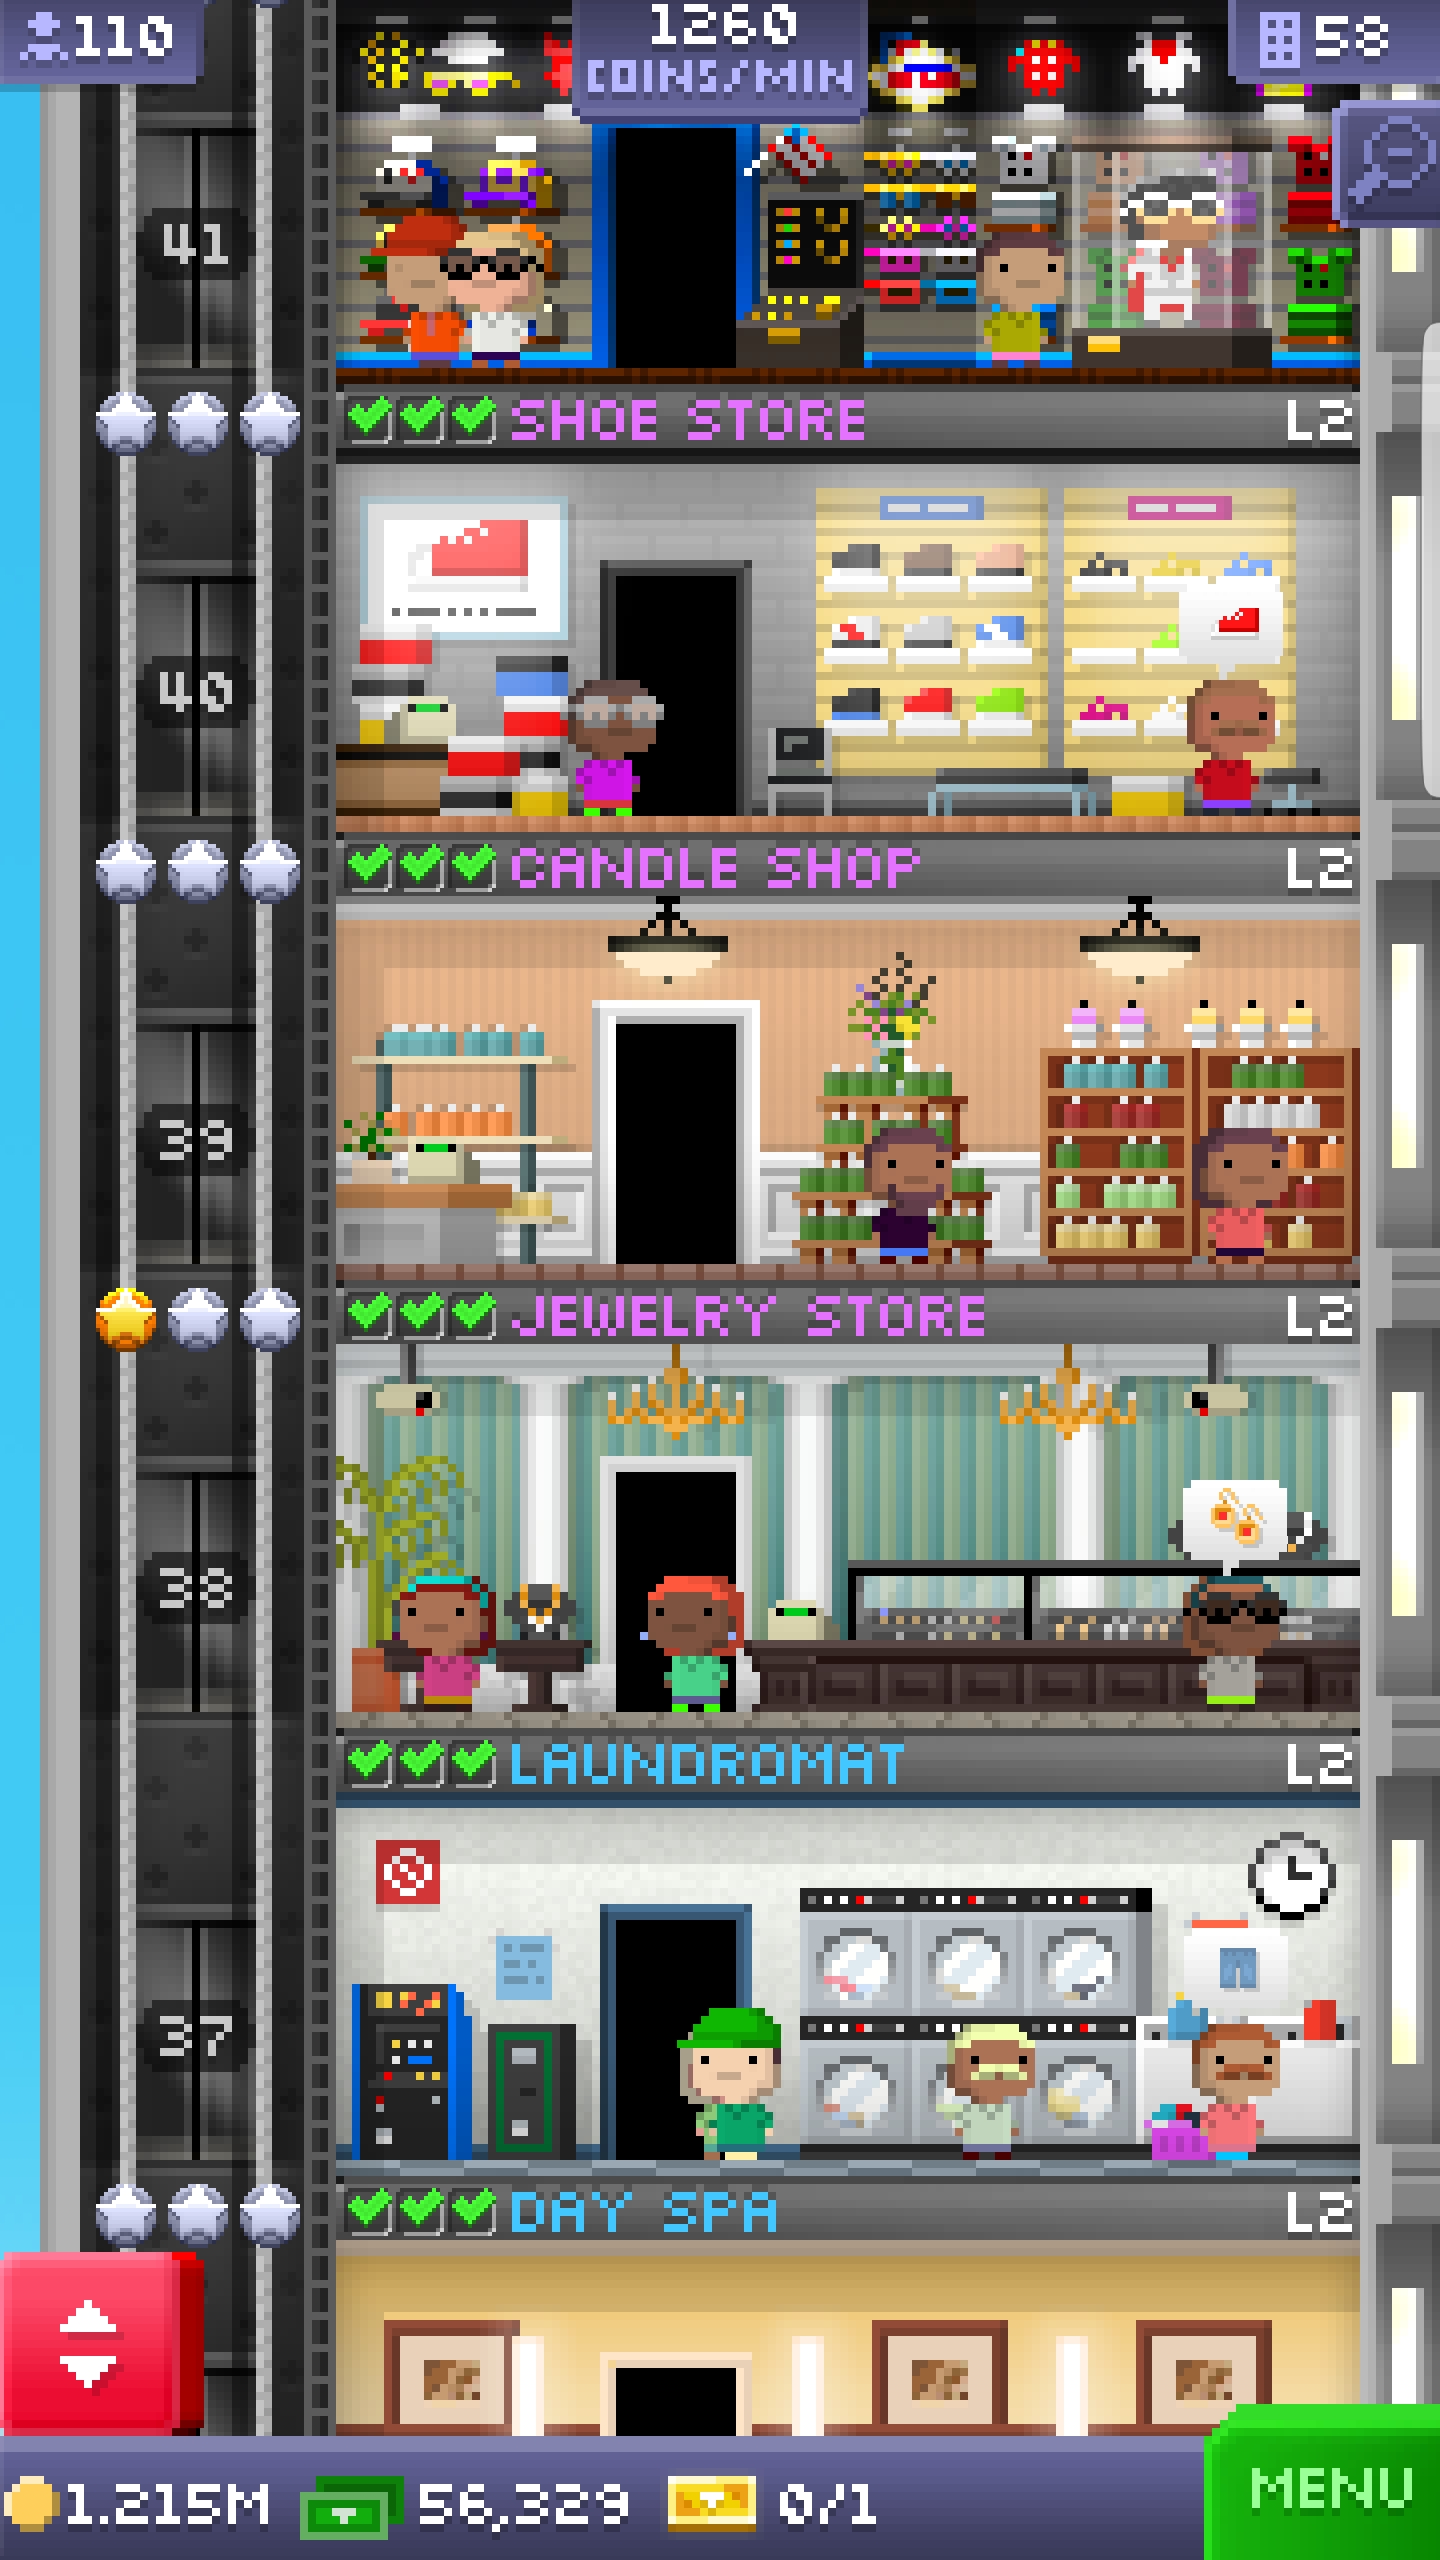 110
1260
COINS/MIN
58
41
SHOE STORE L2
40
CANDLE SHOP L2
39
JEWELRY STORE L2
38
LAUNDROMAT L2
37
DAY SPA L2
1.215M 56,329 0/1
MENU